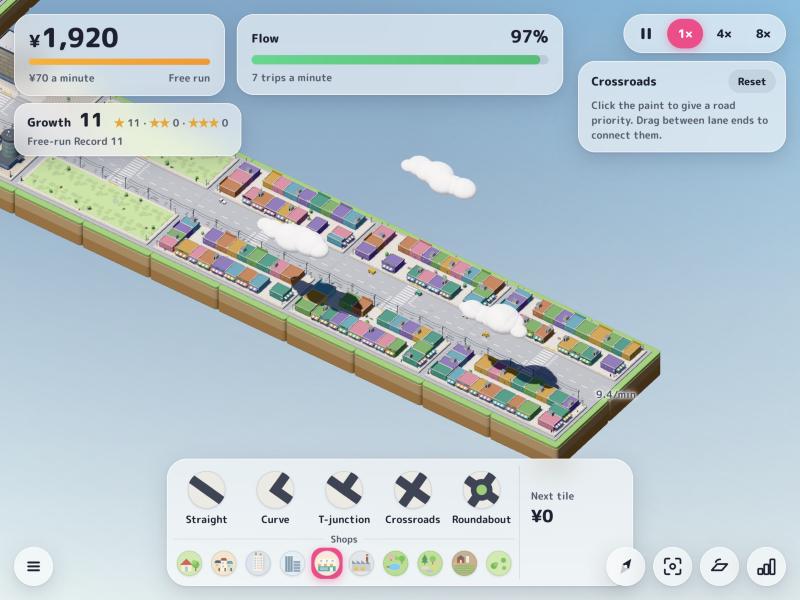 ¥1,920
¥70 a minute
Free run
Flow
97%
7 trips a minute
1×
4×
8×
Crossroads
Reset
Click the paint to give a road
priority. Drag between lane ends to
connect them.
Growth 11 ★ 11 · ★★ 0 · ★★★ 0
Free-run Record 11
9.4/min
Straight
Curve
T-junction
Crossroads
Roundabout
Shops
Next tile
¥0